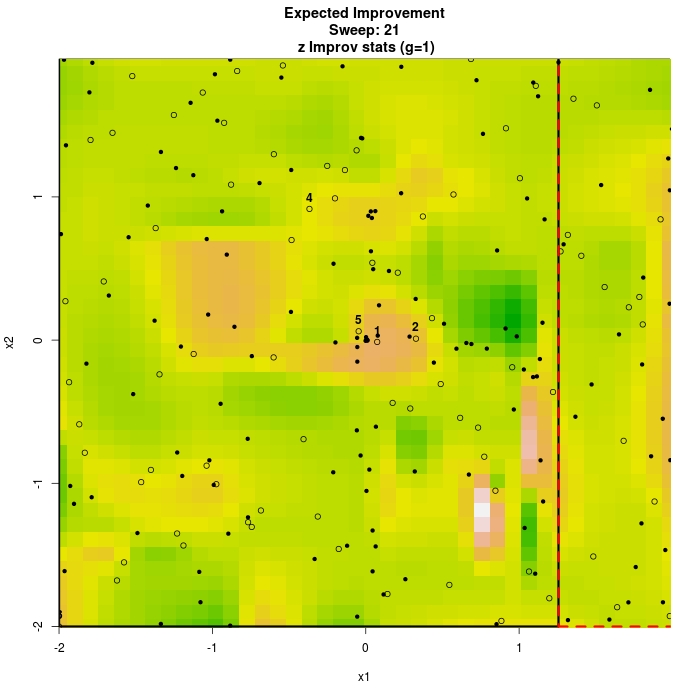 Expected Improvement
Sweep: 21
z Improv stats (g=1)
x2
1
0
-1
-2
4
5
1
2
-2
-1
0
1
x1